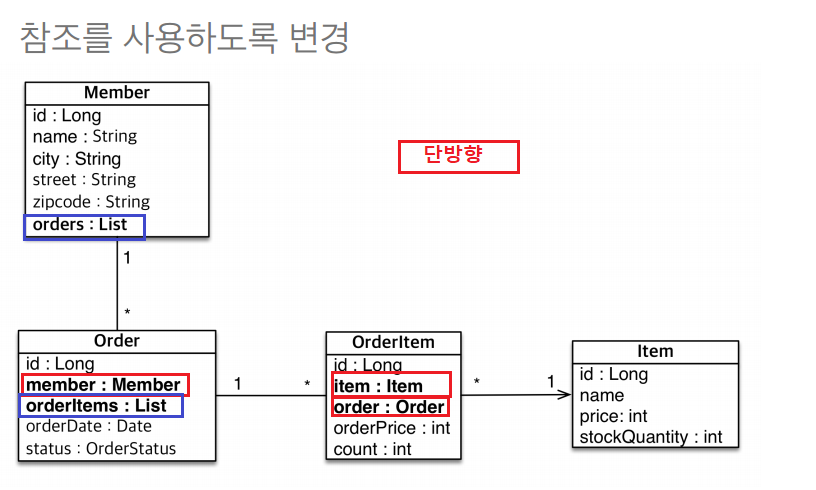 참조를 사용하도록 변경
Member
id : Long
name : String
city : String
street : String
zipcode : String
orders : List
단방향
1
*
Order
id : Long
member : Member
orderItems : List
orderDate : Date
status : OrderStatus
1
*
OrderItem
id : Long
item : Item
order : Order
orderPrice : int
count : int
*
1
Item
id : Long
name
price: int
stockQuantity : int